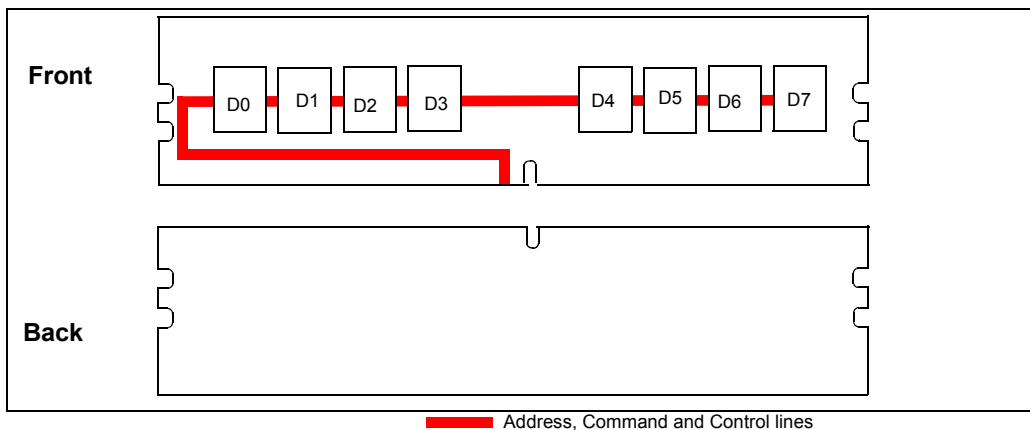 Front
D0 D1 D2 D3 D4 D5 D6 D7
Back
Address, Command and Control lines